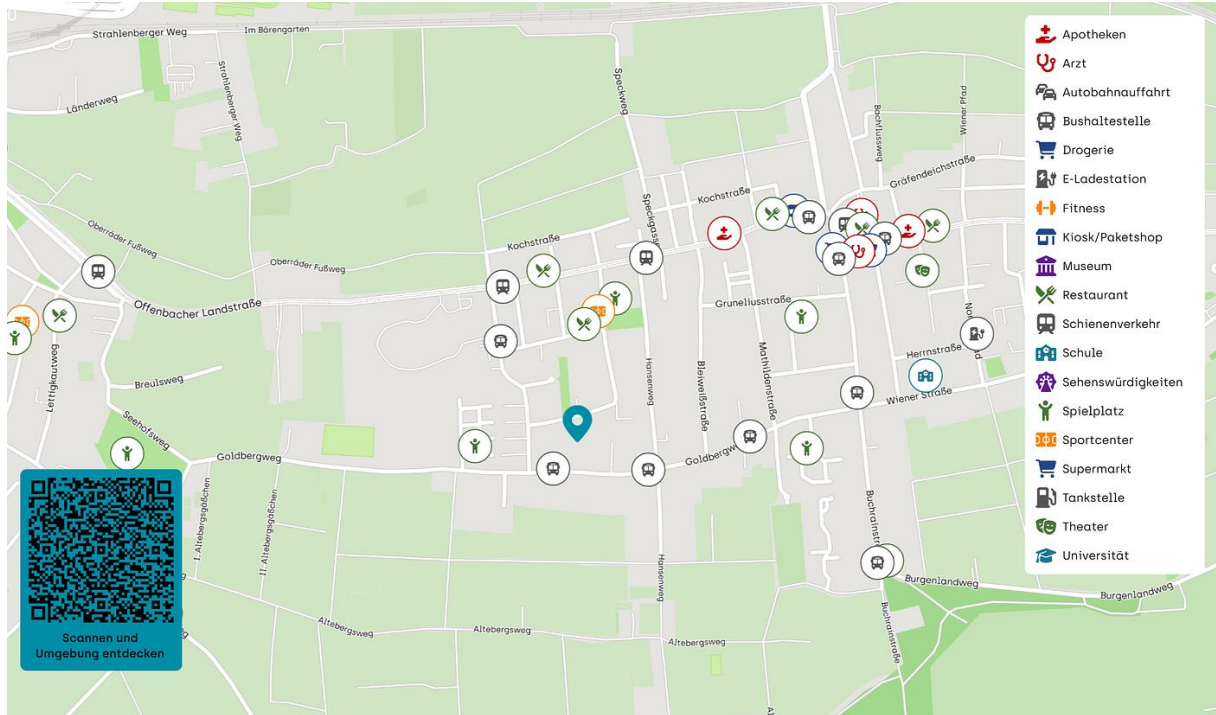 Strahlenberger Weg
Im Bärengarten
Länderweg
Strahlenberger Weg
Speckweg
Bachflussweg
Wiener Pfad
Gräfendeichstraße
Kochstraße
Speckgasse
Kochstraße
Oberräder Fußweg
Oberräder Fußweg
Offenbacher Landstraße
Gruneliusstraße
Herrnstraße
Lettigkautweg
Breulsweg
Hansenweg
Bleiweißstraße
Mathildenstraße
Wiener Straße
Seehofsweg
Goldbergweg
I. Altebergsgäßchen
II. Altebergsgäßchen
Hansenweg
Burgenlandweg
Burgenlandweg
Buchrainstraße
Altebergsweg
Altebergsweg
Altebergsweg
Apotheken
Arzt
Autobahnauffahrt
Bushaltestelle
Drogerie
E-Ladestation
Fitness
Kiosk/Paketshop
Museum
Restaurant
Schienenverkehr
Schule
Sehenswürdigkeiten
Spielplatz
Sportcenter
Supermarkt
Tankstelle
Theater
Universität
Scannen und
Umgebung entdecken